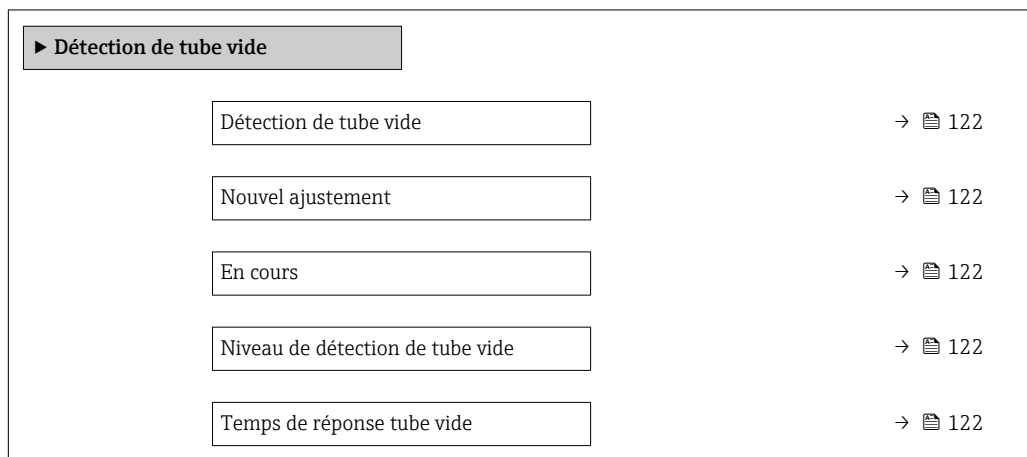 ▶ Détection de tube vide
Détection de tube vide → 122
Nouvel ajustement → 122
En cours → 122
Niveau de détection de tube vide → 122
Temps de réponse tube vide → 122